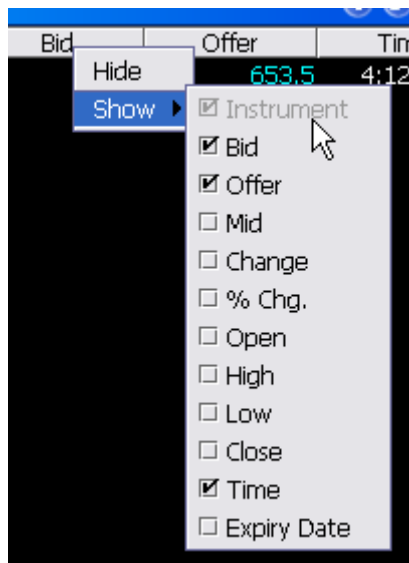 Bid Offer Tim
Hide 653.5 4:12
Show Instrument
Bid
Offer
Mid
Change
% Chg.
Open
High
Low
Close
Time
Expiry Date